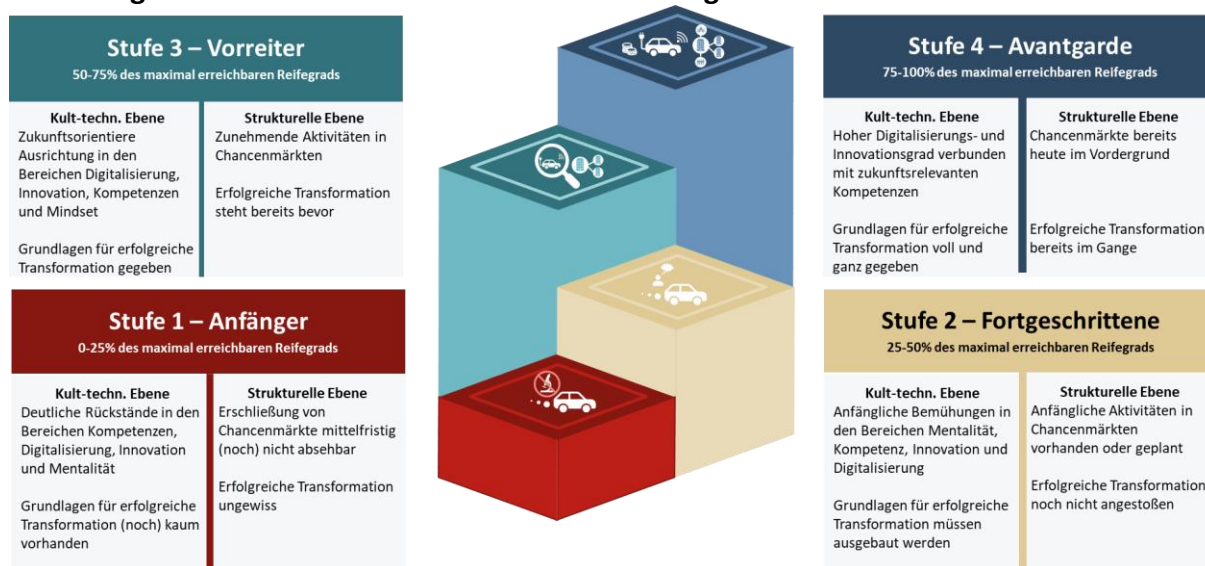 Stufe 3 – Vorreiter
50-75% des maximal erreichbaren Reifegrads
Kult-techn. Ebene
Zukunftsorientiere
Ausrichtung in den
Bereichen Digitalisierung,
Innovation, Kompetenzen
und Mindset
Grundlagen für erfolgreiche
Transformation gegeben
Strukturelle Ebene
Zunehmende Aktivitäten in
Chancenmärkten
Erfolgreiche Transformation
steht bereits bevor
Stufe 4 – Avantgarde
75-100% des maximal erreichbaren Reifegrads
Kult-techn. Ebene
Hoher Digitalisierungs- und
Innovationsgrad verbunden
mit zukunftsrelevanten
Kompetenzen
Grundlagen für erfolgreiche
Transformation voll und
ganz gegeben
Strukturelle Ebene
Chancenmärkte bereits
heute im Vordergrund
Erfolgreiche Transformation
bereits im Gange
Stufe 1 – Anfänger
0-25% des maximal erreichbaren Reifegrads
Kult-techn. Ebene
Deutliche Rückstände in den
Bereichen Kompetenzen,
Digitalisierung, Innovation
und Mentalität
Grundlagen für erfolgreiche
Transformation (noch) kaum
vorhanden
Strukturelle Ebene
Erschließung von
Chancenmärkte mittelfristig
(noch) nicht absehbar
Erfolgreiche Transformation
ungewiss
Stufe 2 – Fortgeschrittene
25-50% des maximal erreichbaren Reifegrads
Kult-techn. Ebene
Anfängliche Bemühungen in
den Bereichen Mentalität,
Kompetenz, Innovation und
Digitalisierung
Grundlagen für erfolgreiche
Transformation müssen
ausgebaut werden
Strukturelle Ebene
Anfängliche Aktivitäten in
Chancenmärkten
vorhanden oder geplant
Erfolgreiche Transformation
noch nicht angestoßen